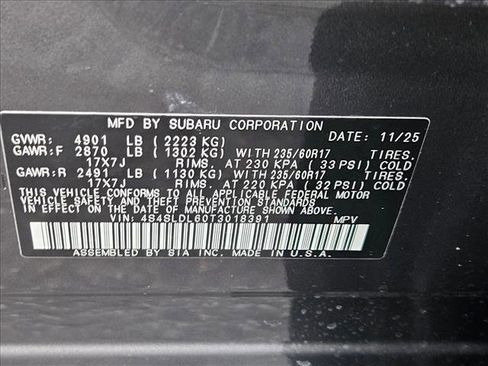 MFD BY SUBARU CORPORATION
GVWR: 4901 LB (2223 KG) DATE: 11/25
GAWR:F 2870 LB (1302 KG) WITH 235/60R17 TIRES.
17X7J RIMS. AT 230 KPA (33 PSI) COLD
GAWR:R 2491 LB (1130 KG) WITH 235/60R17 TIRES.
17X7J RIMS. AT 220 KPA (32 PSI) COLD
THIS VEHICLE CONFORMS TO ALL APPLICABLE FEDERAL MOTOR
VEHICLE SAFETY AND THEFT PREVENTION STANDARDS
IN EFFECT ON THE DATE OF MANUFACTURE SHOWN ABOVE.
VIN: 4S4SLDL60T3018391 MPV
ASSEMBLED BY SIA INC. MADE IN U.S.A.